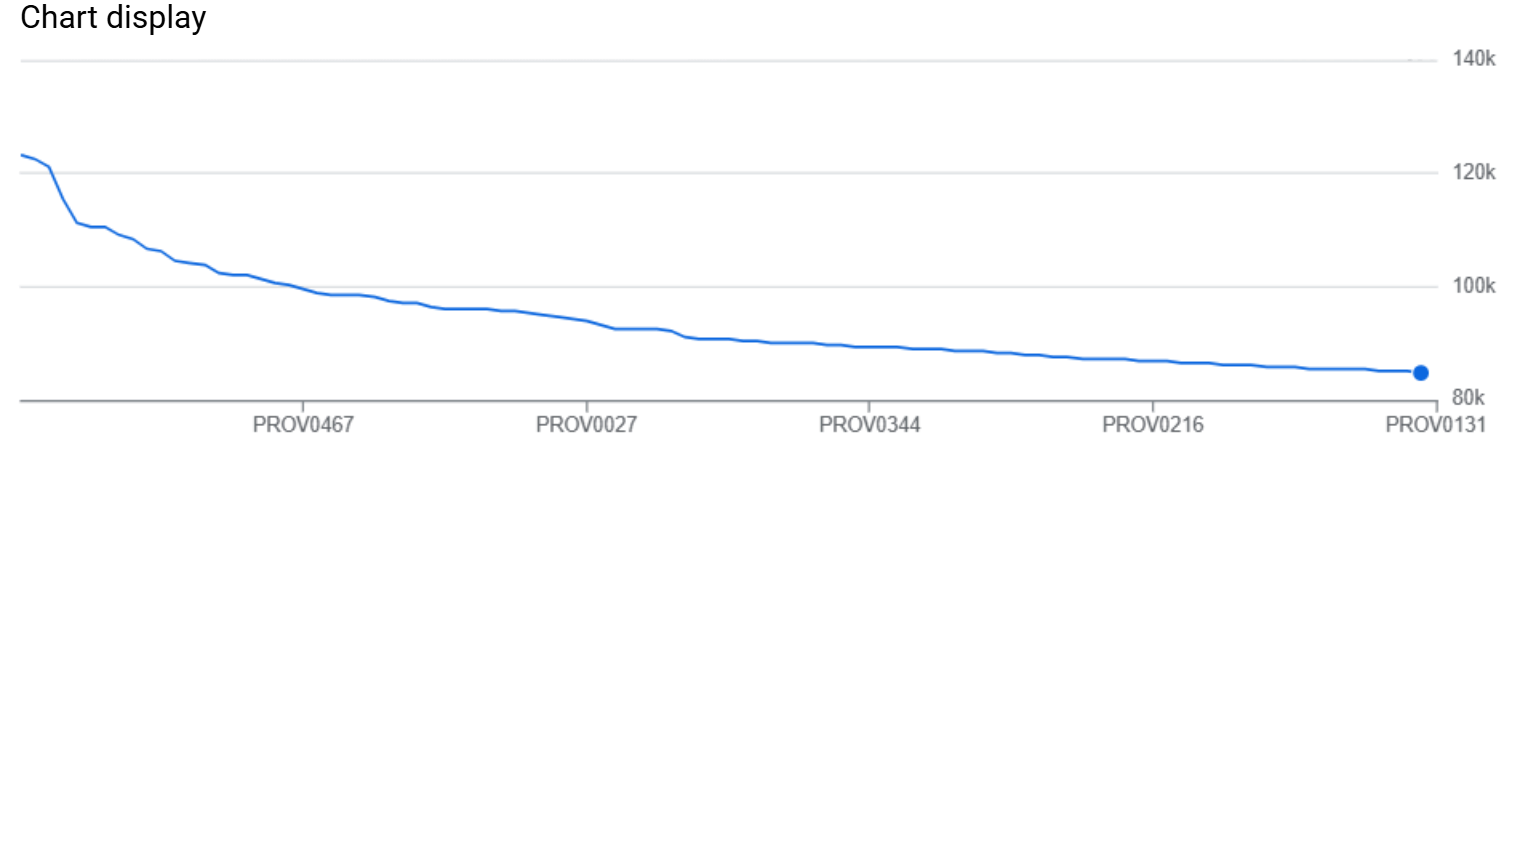 Chart display
140k
120k
100k
80k
PROV0467 PROV0027 PROV0344 PROV0216 PROV0131